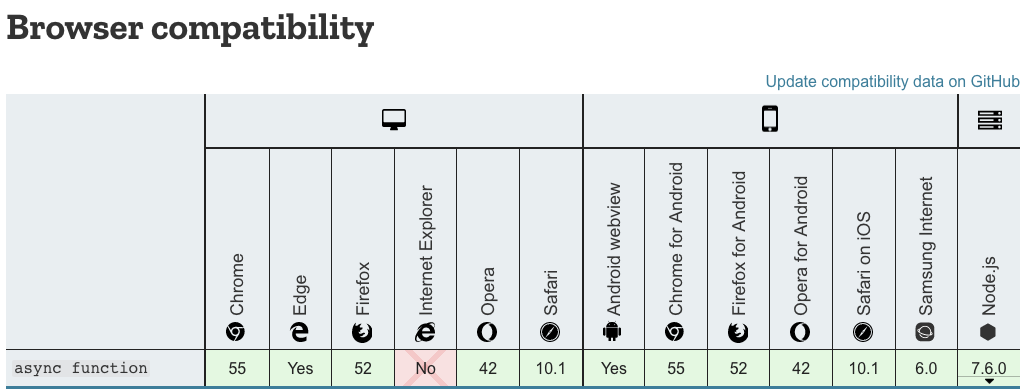 Browser compatibility
Update compatibility data on GitHub
Chrome
Edge
Firefox
Internet Explorer
Opera
Safari
Android webview
Chrome for Android
Firefox for Android
Opera for Android
Safari on iOS
Samsung Internet
Node.js
async function 55 Yes 52 No 42 10.1 Yes 55 52 42 10.1 6.0 7.6.0